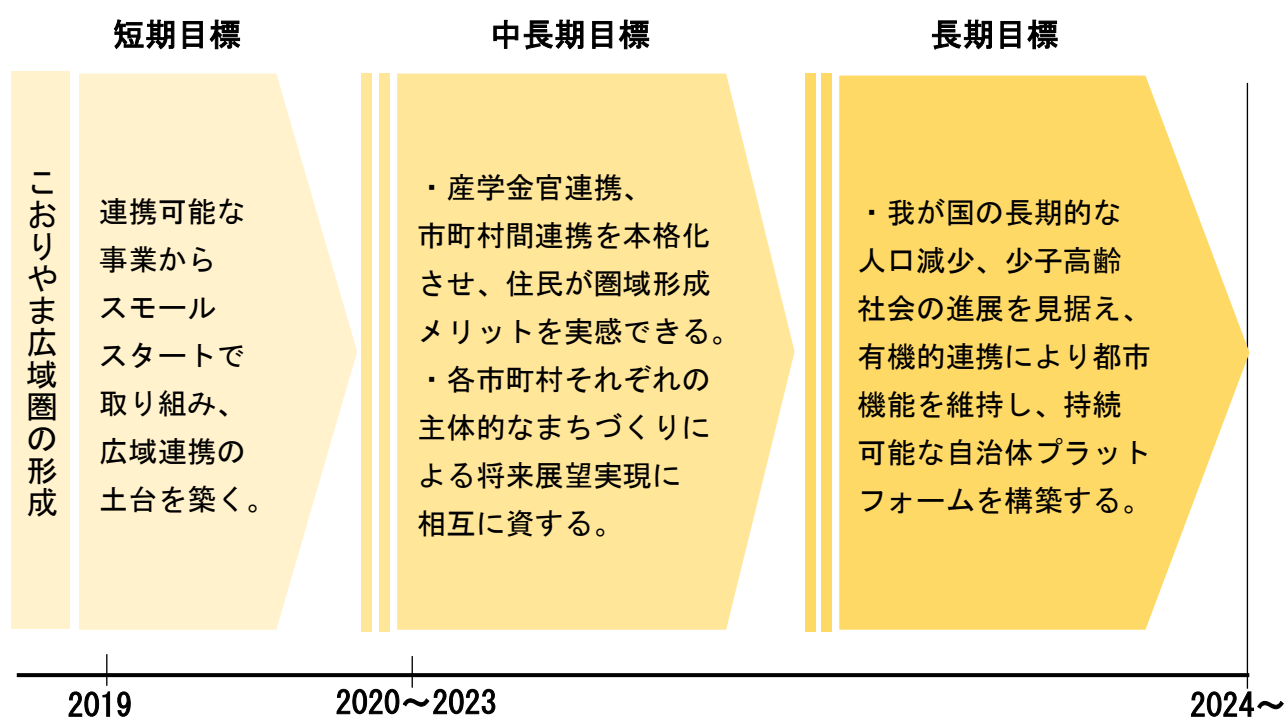 短期目標
中長期目標
長期目標
こおりやま広域圏の形成
連携可能な
事業から
スモール
スタートで
取り組み、
広域連携の
土台を築く。
・産学金官連携、
市町村間連携を本格化
させ、住民が圏域形成
メリットを実感できる。
・各市町村それぞれの
主体的なまちづくりに
よる将来展望実現に
相互に資する。
・我が国の長期的な
人口減少、少子高齢
社会の進展を見据え、
有機的連携により都市
機能を維持し、持続
可能な自治体プラット
フォームを構築する。
2019
2020～2023
2024～